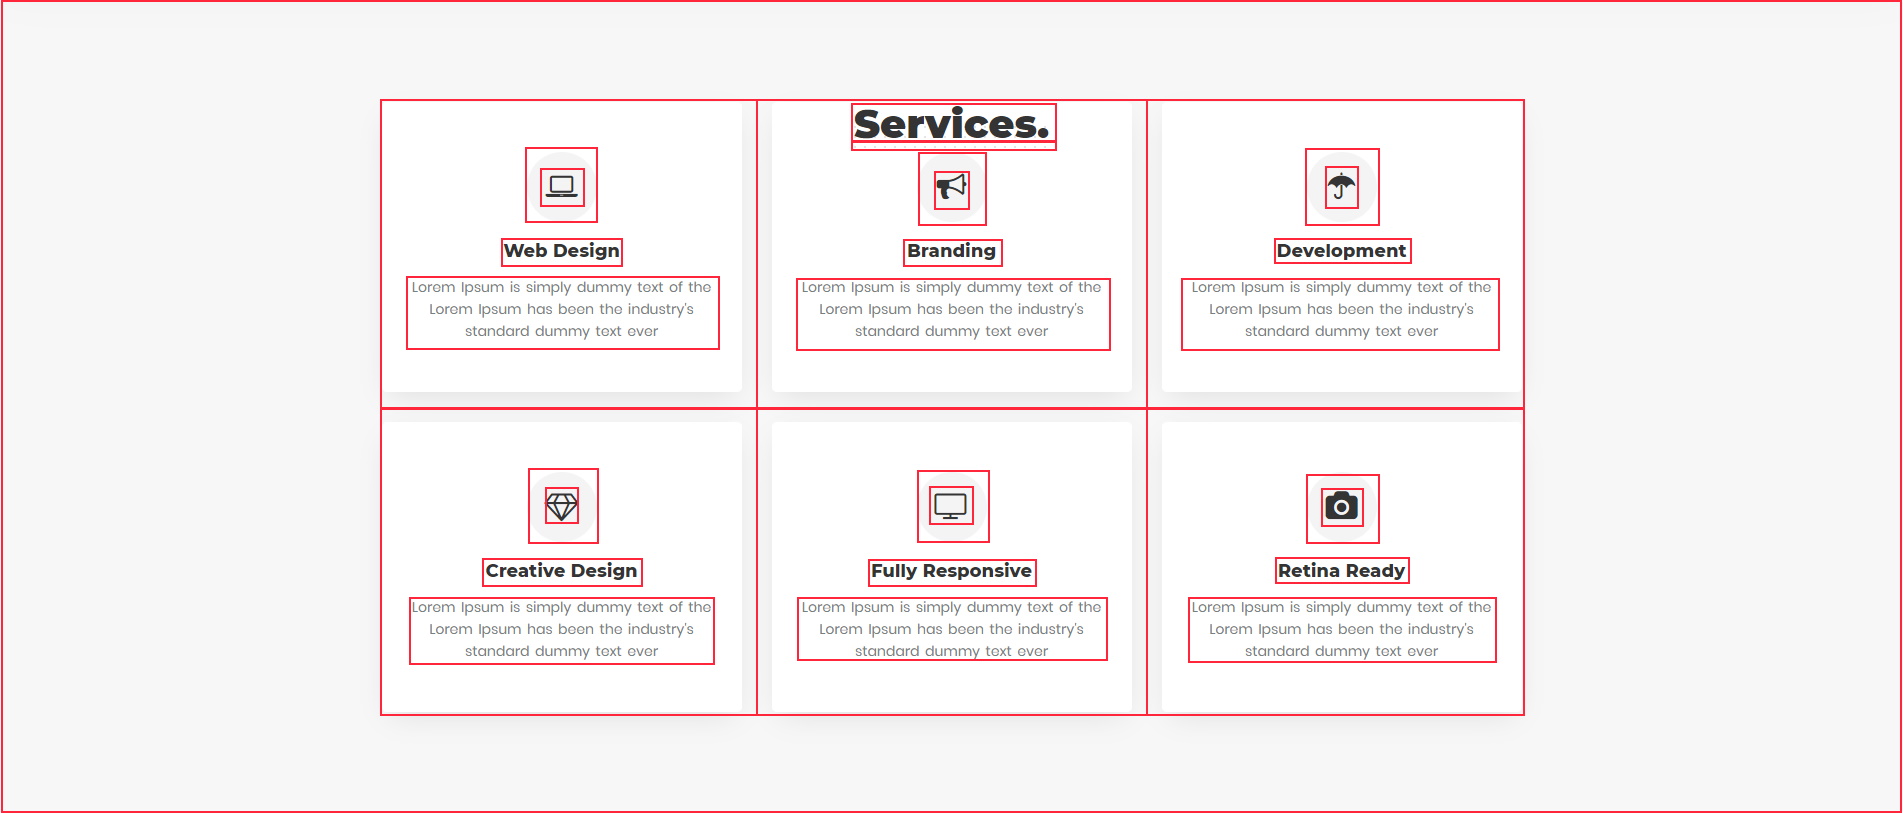 Services.
Web Design
Lorem Ipsum is simply dummy text of the
Lorem Ipsum has been the industry's
standard dummy text ever
Branding
Lorem Ipsum is simply dummy text of the
Lorem Ipsum has been the industry's
standard dummy text ever
Development
Lorem Ipsum is simply dummy text of the
Lorem Ipsum has been the industry's
standard dummy text ever
Creative Design
Lorem Ipsum is simply dummy text of the
Lorem Ipsum has been the industry's
standard dummy text ever
Fully Responsive
Lorem Ipsum is simply dummy text of the
Lorem Ipsum has been the industry's
standard dummy text ever
Retina Ready
Lorem Ipsum is simply dummy text of the
Lorem Ipsum has been the industry's
standard dummy text ever